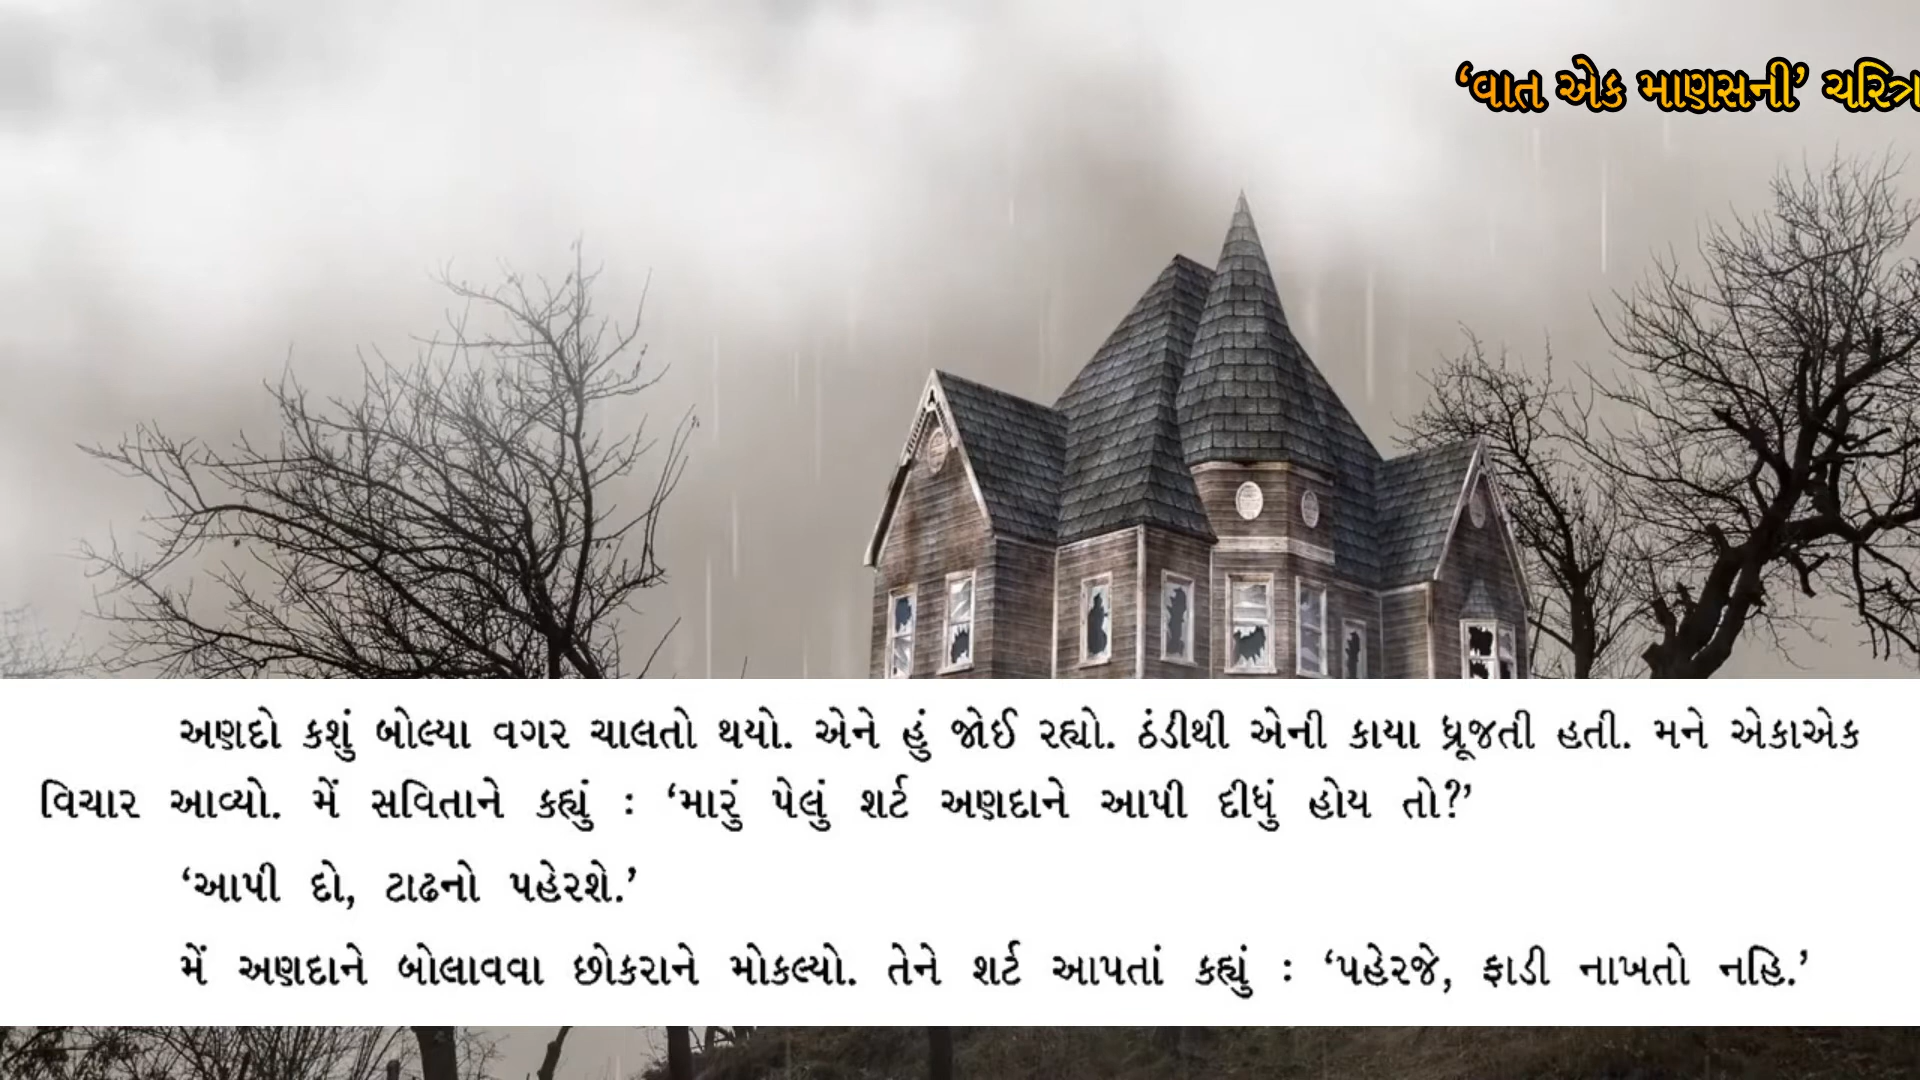 ‘વાત એક માણસની’ ચરિત્ર
અણદો કશું બોલ્યા વગર ચાલતો થયો. એને હું જોઈ રહ્યો. ઠંડીથી એની કાયા ધ્રૂજતી હતી. મને એકાએક
વિચાર આવ્યો. મેં સવિતાને કહ્યું : ‘મારું પેલું શર્ટ અણદાને આપી દીધું હોય તો?’
‘આપી દો, ટાઢનો પહેરશે.’
મેં અણદાને બોલાવવા છોકરાને મોકલ્યો. તેને શર્ટ આપતાં કહ્યું : ‘પહેરજે, ફાડી નાખતો નહિ.’